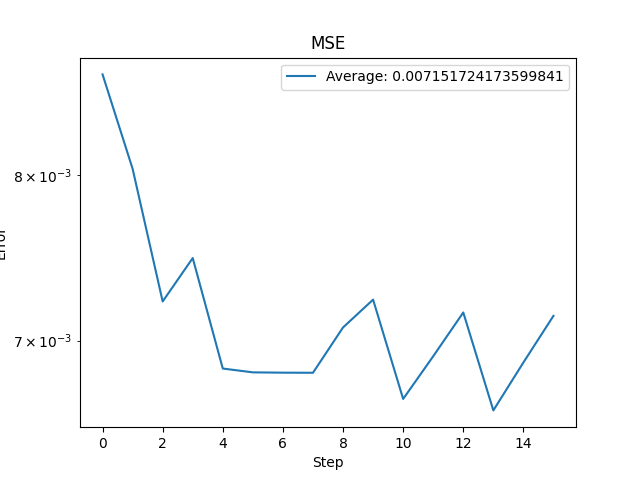 MSE
Average: 0.007151724173599841
8 × 10⁻³
7 × 10⁻³
Error
0 2 4 6 8 10 12 14
Step